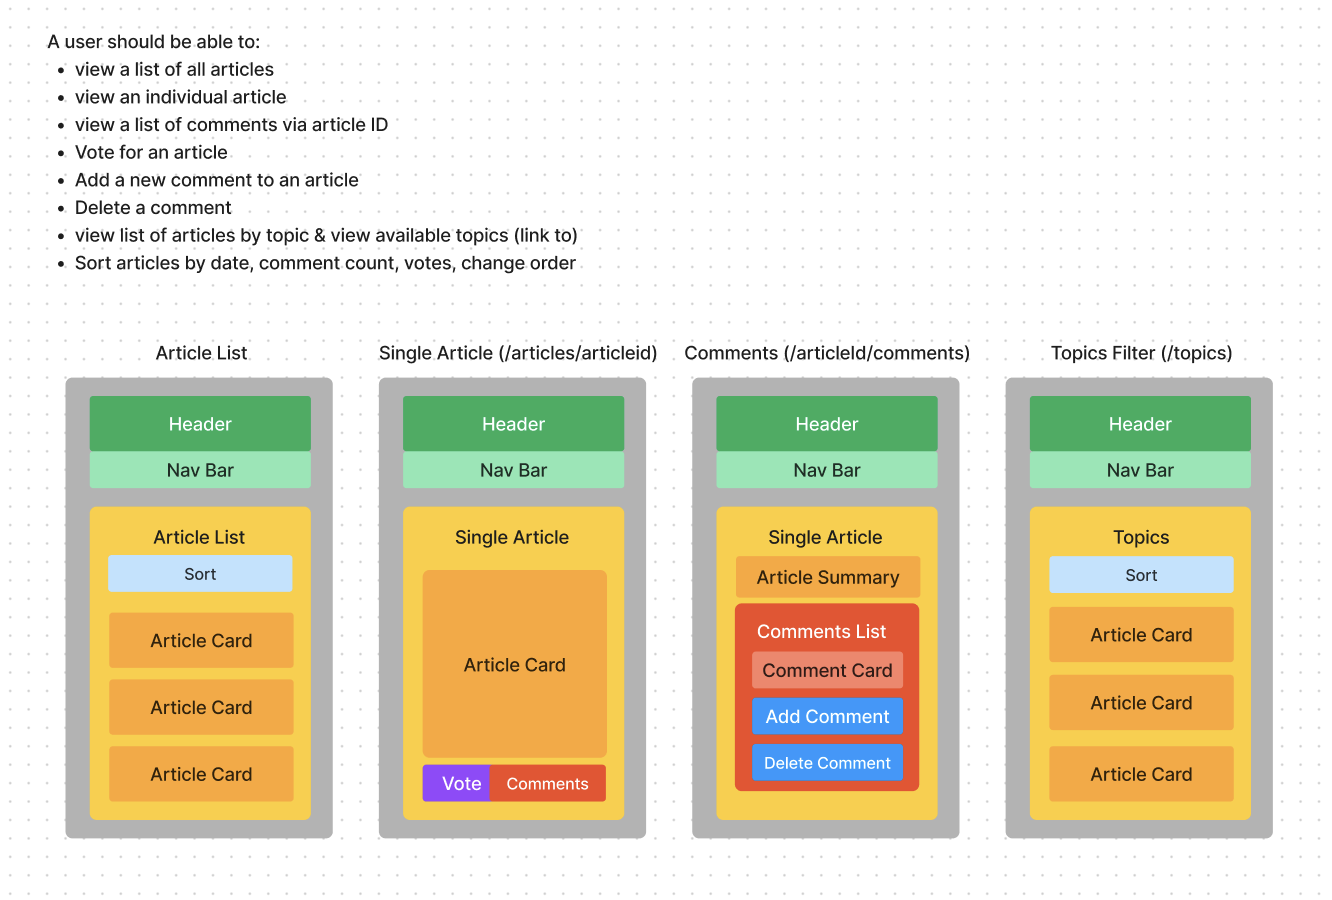 A user should be able to:
• view a list of all articles
• view an individual article
• view a list of comments via article ID
• Vote for an article
• Add a new comment to an article
• Delete a comment
• view list of articles by topic & view available topics (link to)
• Sort articles by date, comment count, votes, change order
Article List
Header
Nav Bar
Article List
Sort
Article Card
Article Card
Article Card
Single Article (/articles/articleid)
Header
Nav Bar
Single Article
Article Card
Vote
Comments
Comments (/articleId/comments)
Header
Nav Bar
Single Article
Article Summary
Comments List
Comment Card
Add Comment
Delete Comment
Topics Filter (/topics)
Header
Nav Bar
Topics
Sort
Article Card
Article Card
Article Card